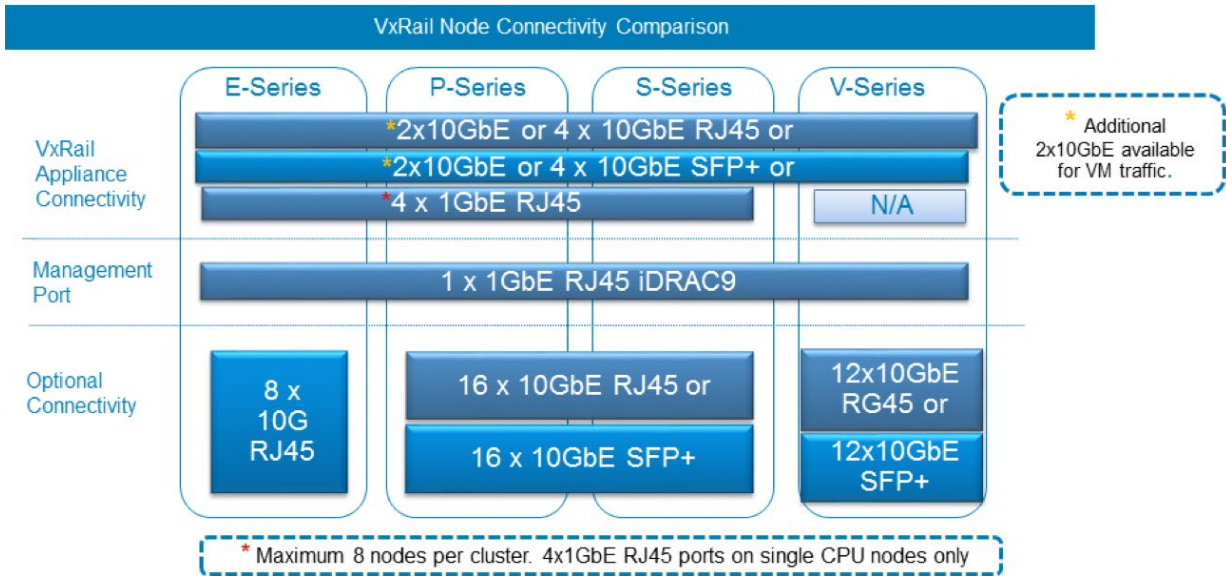 VxRail Node Connectivity Comparison
E-Series
P-Series
S-Series
V-Series
VxRail
Appliance
Connectivity
*2x10GbE or 4 x 10GbE RJ45 or
*2x10GbE or 4 x 10GbE SFP+ or
*4 x 1GbE RJ45
N/A
* Additional
2x10GbE available
for VM traffic.
Management
Port
1 x 1GbE RJ45 iDRAC9
Optional
Connectivity
8 x
10G
RJ45
16 x 10GbE RJ45 or
16 x 10GbE SFP+
12x10GbE
RG45 or
12x10GbE
SFP+
* Maximum 8 nodes per cluster. 4x1GbE RJ45 ports on single CPU nodes only